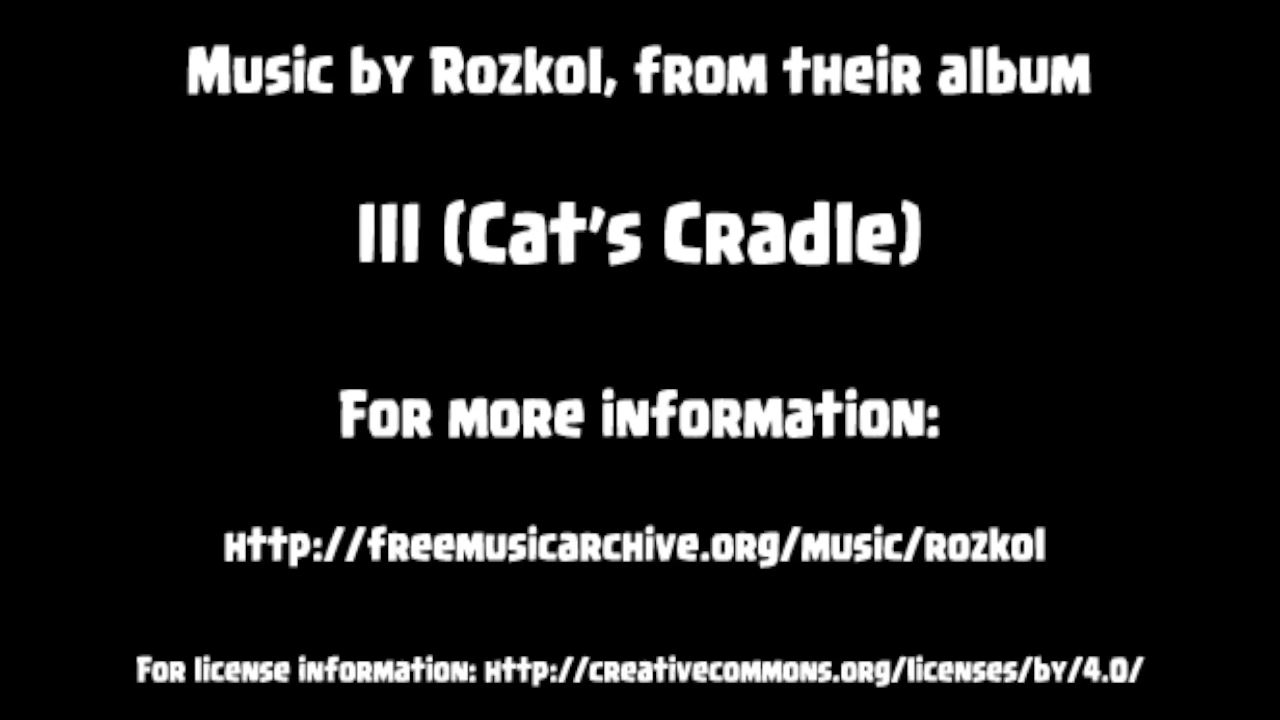 Music by Rozkol, from their album
III (Cat's Cradle)
For more information:
http://freemusicarchive.org/music/rozkol
For license information: http://creativecommons.org/licenses/by/4.0/